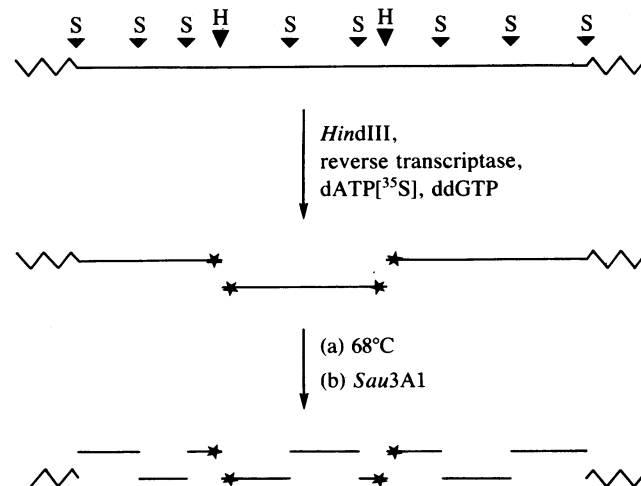 S S S H S S H S S S
HindIII,
reverse transcriptase,
dATP[³⁵S], ddGTP
(a) 68°C
(b) Sau3A1